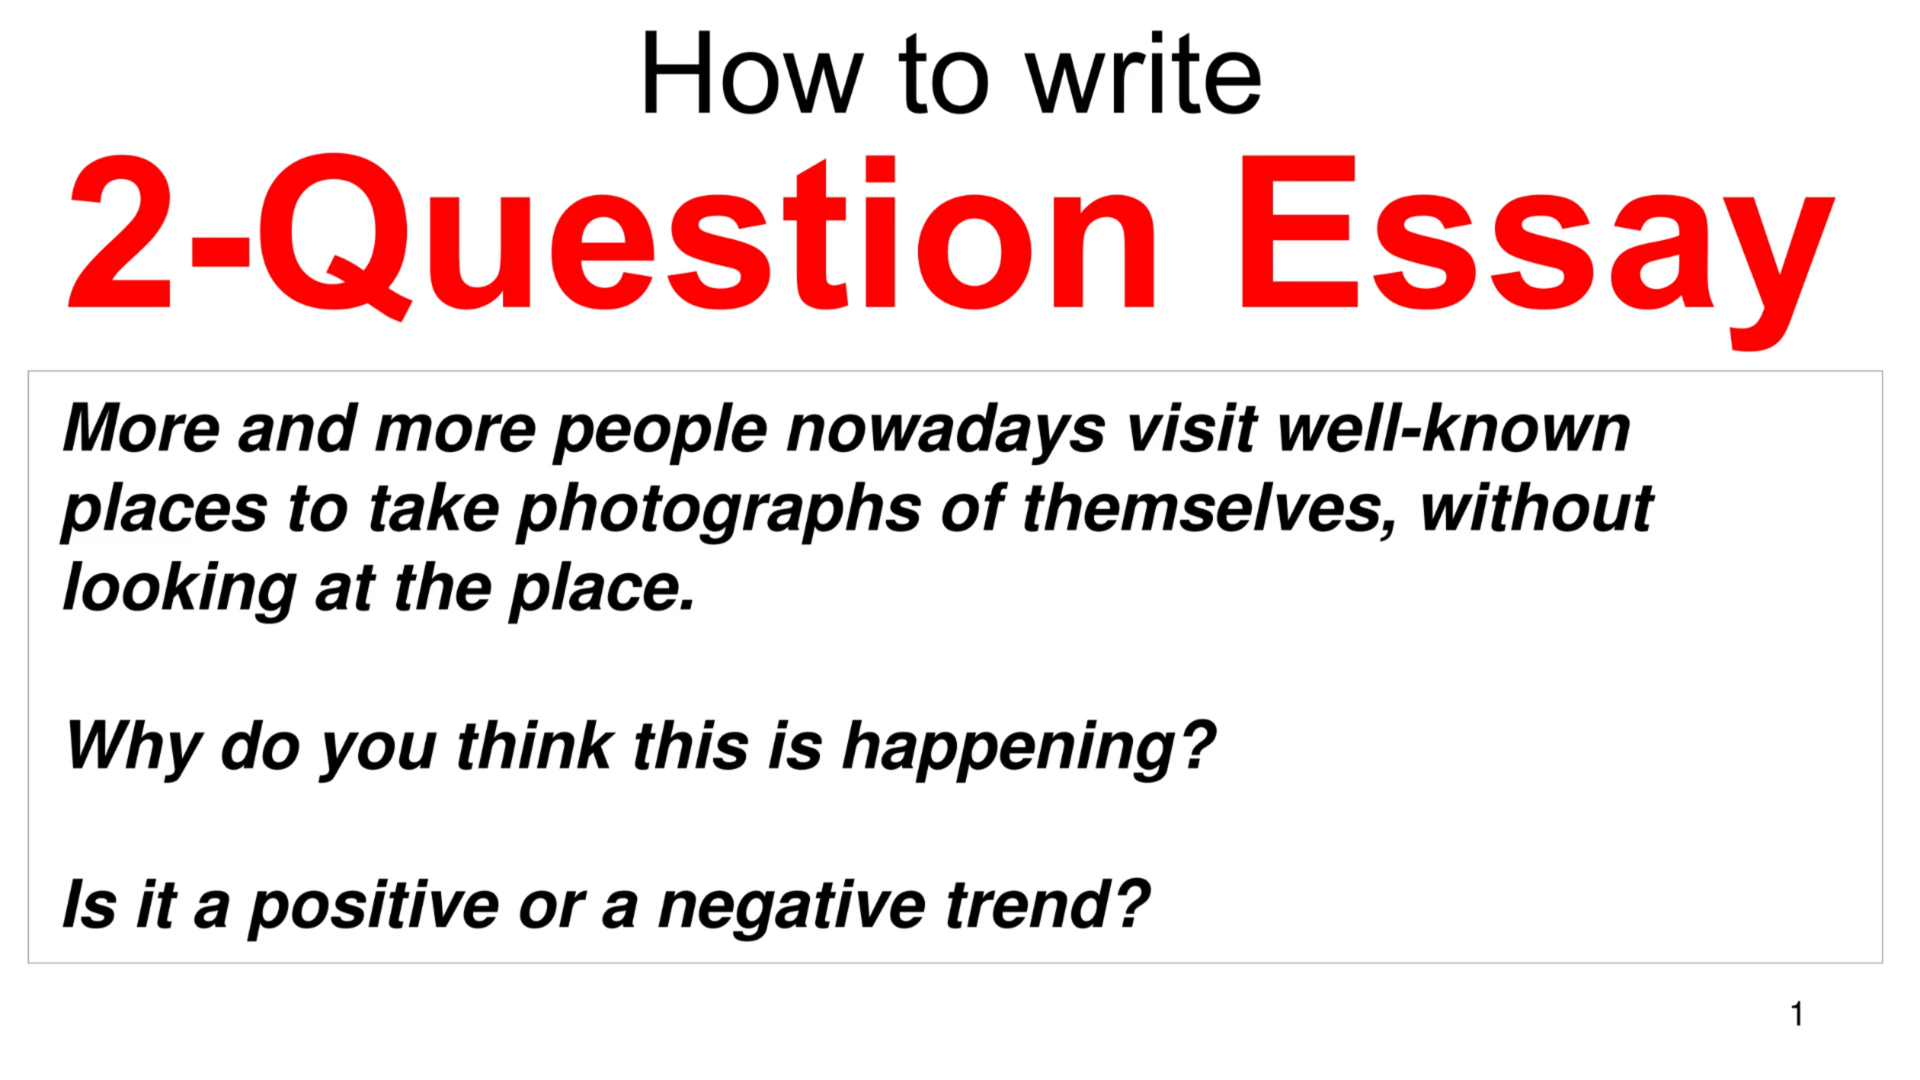 How to write
2-Question Essay
More and more people nowadays visit well-known
places to take photographs of themselves, without
looking at the place.
Why do you think this is happening?
Is it a positive or a negative trend?
1